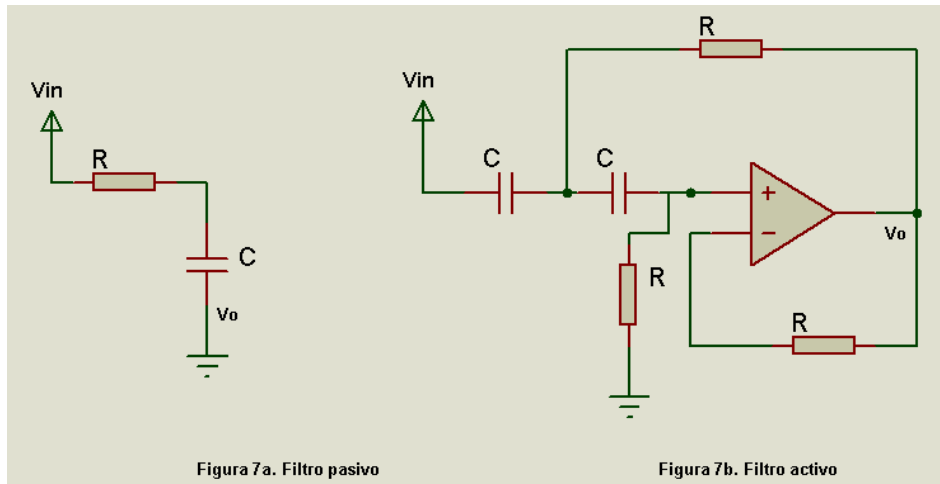 Vin
R
C
Vo
Vin
C
C
R
R
+
−
Vo
R
Figura 7a. Filtro pasivo
Figura 7b. Filtro activo